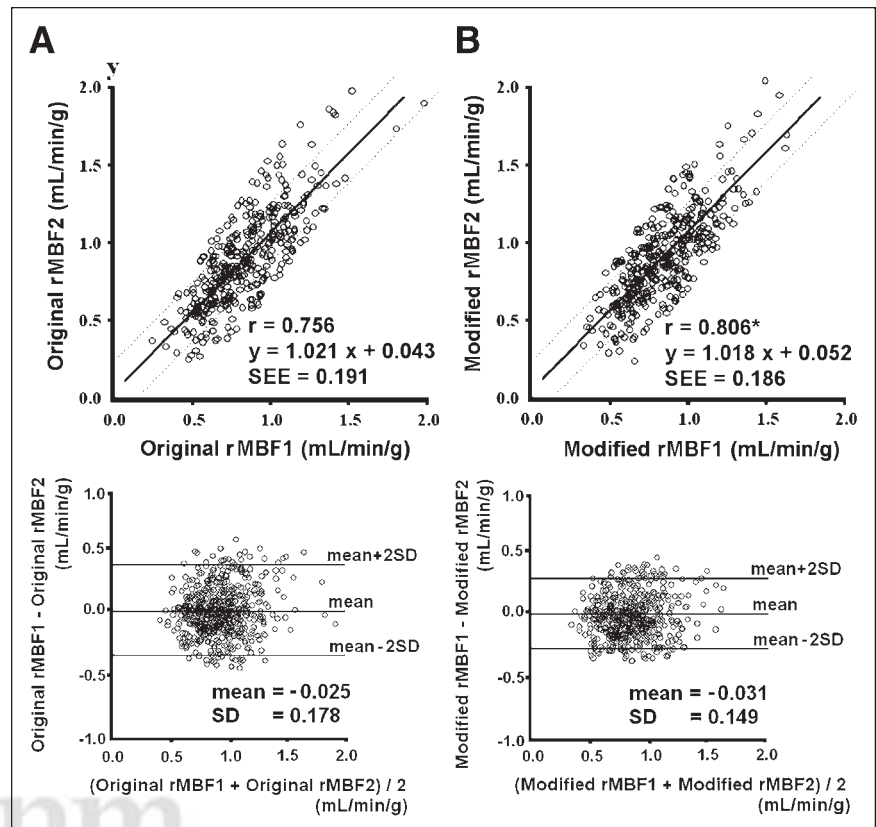 A
y
2.0
1.5
1.0
0.5
0.0
Original rMBF2 (mL/min/g)
r = 0.756
y = 1.021 x + 0.043
SEE = 0.191
0.0 0.5 1.0 1.5 2.0
Original rMBF1 (mL/min/g)
B
2.0
1.5
1.0
0.5
0.0
Modified rMBF2 (mL/min/g)
r = 0.806*
y = 1.018 x + 0.052
SEE = 0.186
0.0 0.5 1.0 1.5 2.0
Modified rMBF1 (mL/min/g)
Original rMBF1 - Original rMBF2
(mL/min/g)
1.0
0.5
0.0
-0.5
-1.0
mean+2SD
mean
mean-2SD
mean = -0.025
SD = 0.178
0.0 0.5 1.0 1.5 2.0
(Original rMBF1 + Original rMBF2) / 2
(mL/min/g)
Modified rMBF1 - Modified rMBF2
(mL/min/g)
1.0
0.5
0.0
-0.5
-1.0
mean+2SD
mean
mean-2SD
mean = -0.031
SD = 0.149
0.0 0.5 1.0 1.5 2.0
(Modified rMBF1 + Modified rMBF2) / 2
(mL/min/g)
nm